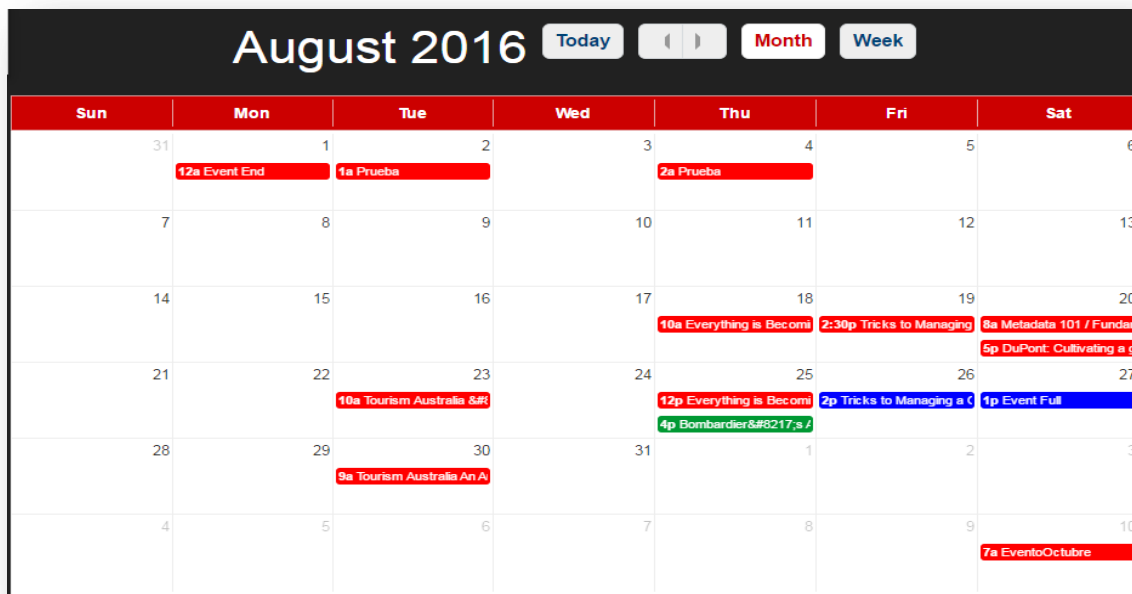 August 2016 Today Month Week
Sun Mon Tue Wed Thu Fri Sat
31 1 2 3 4 5 6
12a Event End 1a Prueba 2a Prueba
7 8 9 10 11 12 13
14 15 16 17 18 19 20
10a Everything is Becomi 2:30p Tricks to Managing 8a Metadata 101 / Fundar
5p DuPont: Cultivating a g
21 22 23 24 25 26 27
10a Tourism Australia &#8 12p Everything is Becomi 2p Tricks to Managing a C 1p Event Full
4p Bombardier&#8217;s A
28 29 30 31 1 2 3
9a Tourism Australia An A
4 5 6 7 8 9 10
7a EventoOctubre